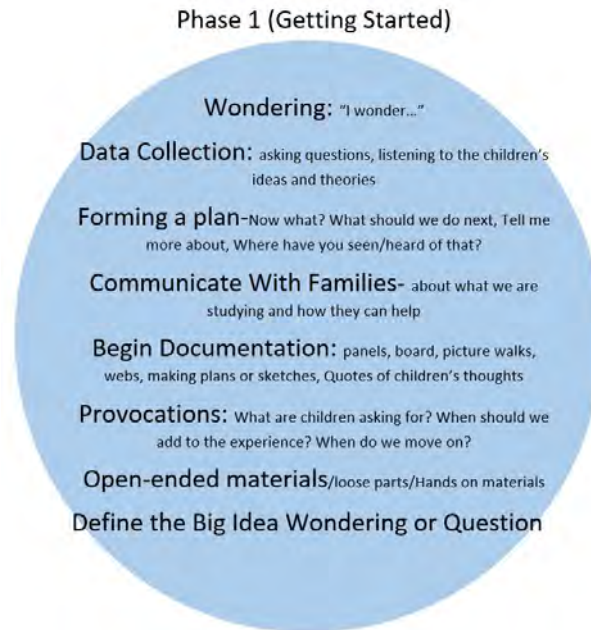 Phase 1 (Getting Started)
Wondering: "I wonder..."
Data Collection: asking questions, listening to the children's
ideas and theories
Forming a plan-Now what? What should we do next, Tell me
more about, Where have you seen/heard of that?
Communicate With Families- about what we are
studying and how they can help
Begin Documentation: panels, board, picture walks,
webs, making plans or sketches, Quotes of children's thoughts
Provocations: What are children asking for? When should we
add to the experience? When do we move on?
Open-ended materials/loose parts/Hands on materials
Define the Big Idea Wondering or Question